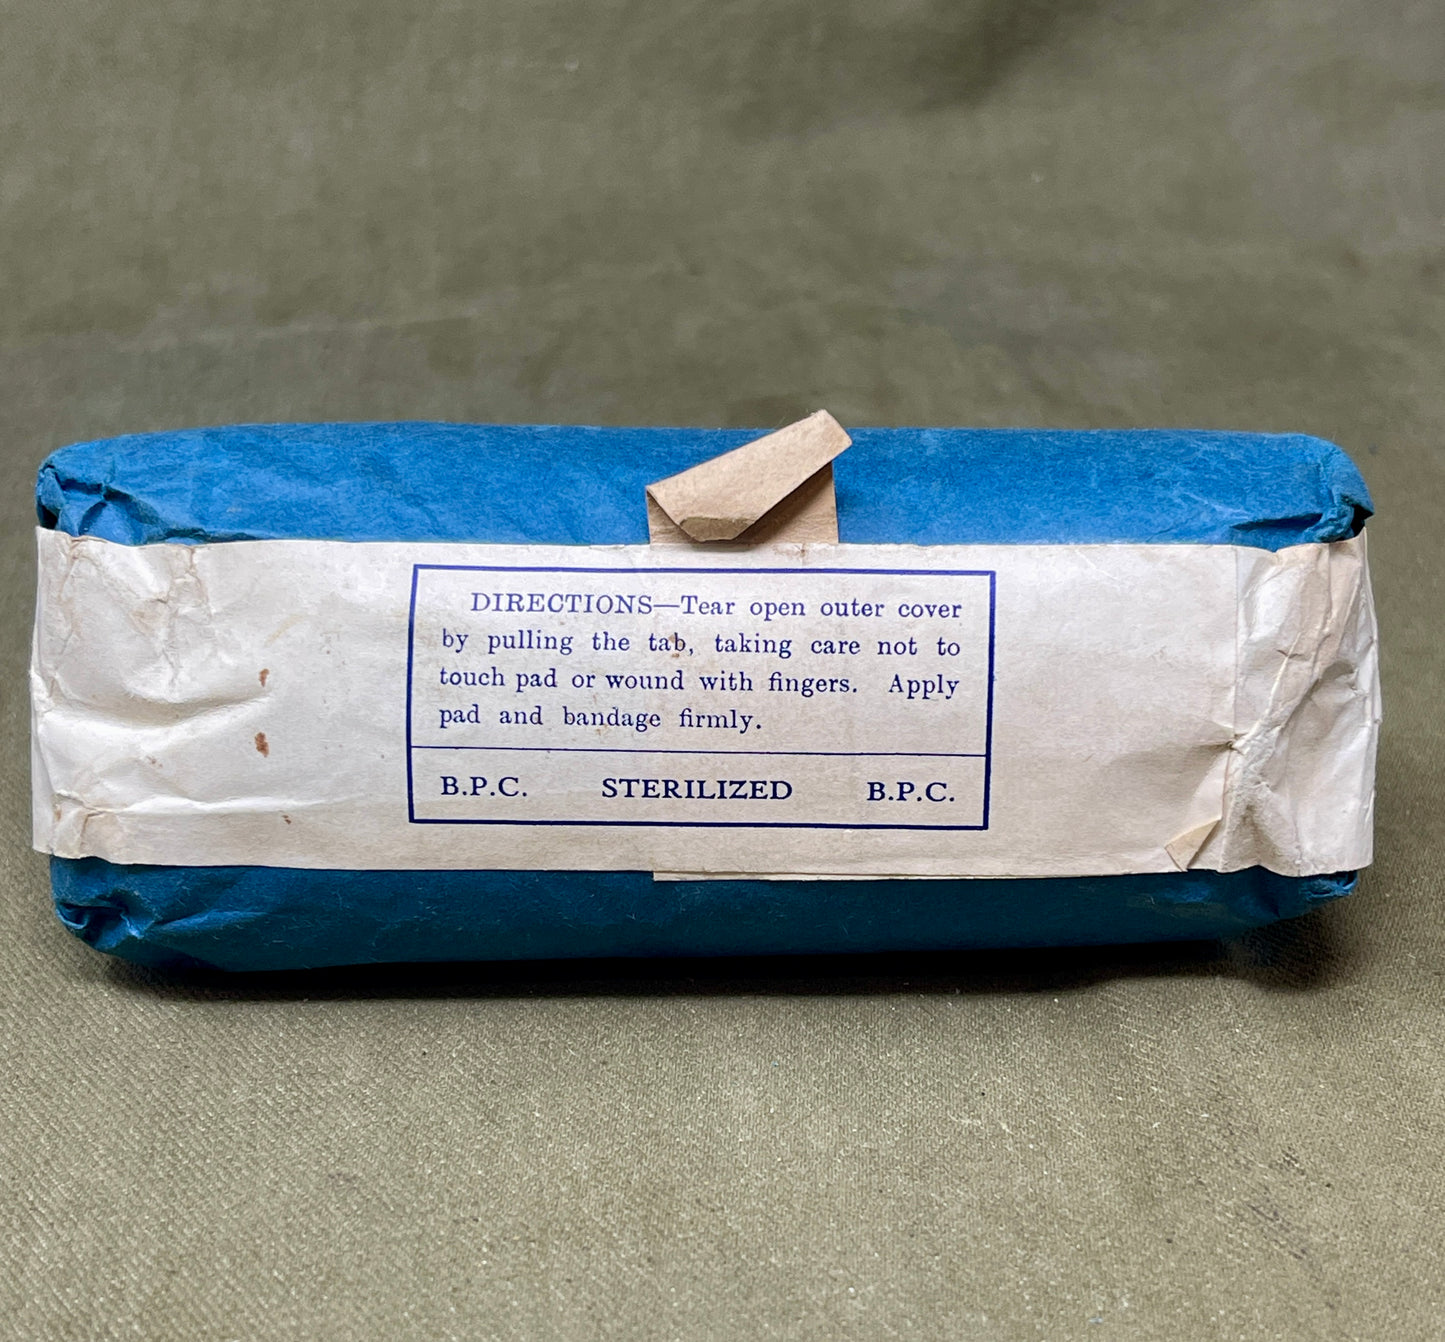 DIRECTIONS—Tear open outer cover
by pulling the tab, taking care not to
touch pad or wound with fingers. Apply
pad and bandage firmly.
B.P.C. STERILIZED B.P.C.